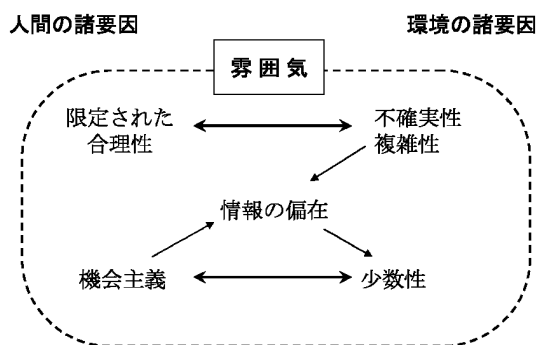 人間の諸要因
環境の諸要因
雰囲気
限定された
合理性
不確実性
複雑性
情報の偏在
機会主義
少数性